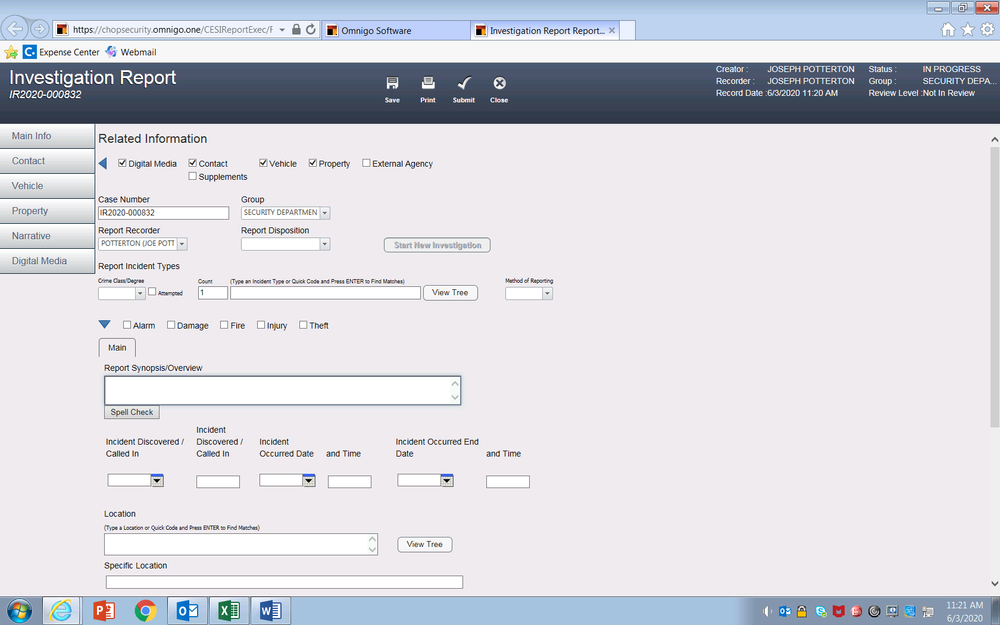 https://chopsecurity.omnigo.one/CESIReportExec/F
Omnigo Software
Investigation Report Report...
Expense Center
Webmail
Investigation Report
IR2020-000832
Save
Print
Submit
Close
Creator : JOSEPH POTTERTON Status : IN PROGRESS
Recorder : JOSEPH POTTERTON Group : SECURITY DEPA...
Record Date :6/3/2020 11:20 AM Review Level :Not In Review
Main Info
Contact
Vehicle
Property
Narrative
Digital Media
Related Information
Digital Media Contact Vehicle Property External Agency
Supplements
Case Number Group
IR2020-000832 SECURITY DEPARTMEN
Report Recorder Report Disposition
POTTERTON (JOE POTT
Start New Investigation
Report Incident Types
Crime Class/Degree Count (Type an Incident Type or Quick Code and Press ENTER to Find Matches) Method of Reporting
Attempted 1 View Tree
Alarm Damage Fire Injury Theft
Main
Report Synopsis/Overview
Spell Check
Incident Discovered / Called In
Incident Discovered / Called In
Incident Occurred Date
and Time
Incident Occurred End Date
and Time
Location
(Type a Location or Quick Code and Press ENTER to Find Matches)
View Tree
Specific Location
11:21 AM
6/3/2020